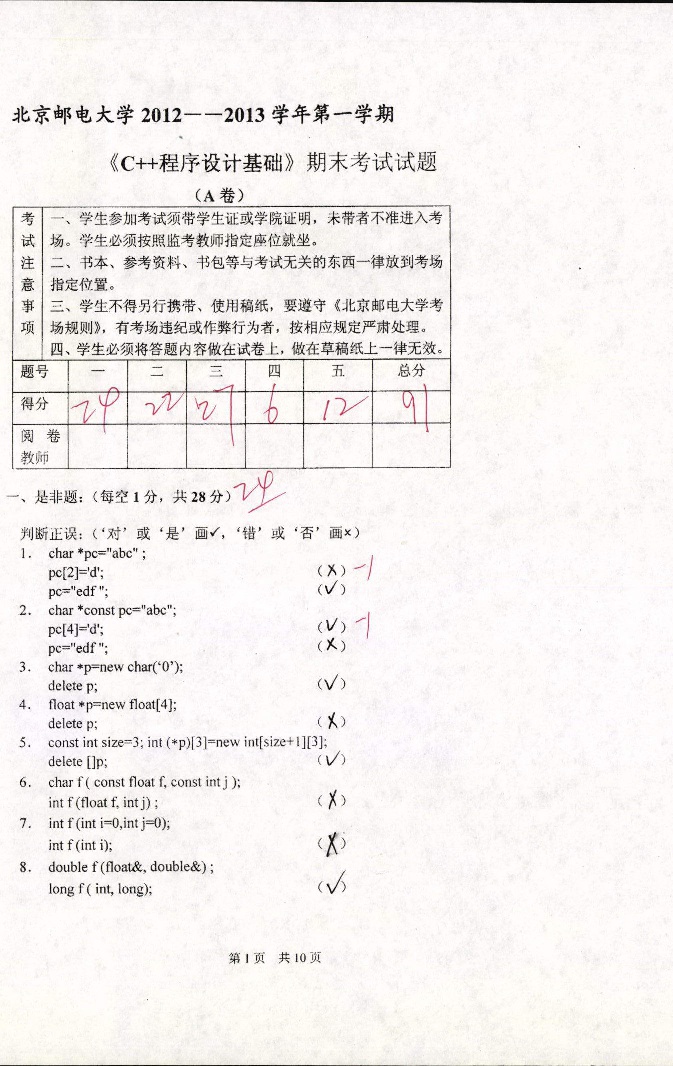 北京邮电大学 2012——2013 学年第一学期
《C++程序设计基础》期末考试试题
（A 卷）
考试注意事项
一、学生参加考试须带学生证或学院证明，未带者不准进入考
场。学生必须按照监考教师指定座位就坐。
二、书本、参考资料、书包等与考试无关的东西一律放到考场
指定位置。
三、学生不得另行携带、使用稿纸，要遵守《北京邮电大学考
场规则》，有考场违纪或作弊行为者，按相应规定严肃处理。
四、学生必须将答题内容做在试卷上，做在草稿纸上一律无效。
题号 一 二 三 四 五 总分
得分 24 22 27 6 12 91
阅 卷
教师
一、是非题：（每空 1 分，共 28 分） 24
判断正误：（‘对’或‘是’画✓，‘错’或‘否’画×）
1. char *pc="abc" ;
pc[2]='d'; （×） -1
pc="edf "; （✓）
2. char *const pc="abc";
pc[4]='d'; （✓） -1
pc="edf "; （×）
3. char *p=new char(‘0’);
delete p; （✓）
4. float *p=new float[4];
delete p; （×）
5. const int size=3; int (*p)[3]=new int[size+1][3];
delete []p; （✓）
6. char f ( const float f, const int j );
int f (float f, int j) ; （×）
7. int f (int i=0,int j=0);
int f (int i); （×）
8. double f (float&, double&) ;
long f ( int, long); （✓）
第 1 页 共 10 页